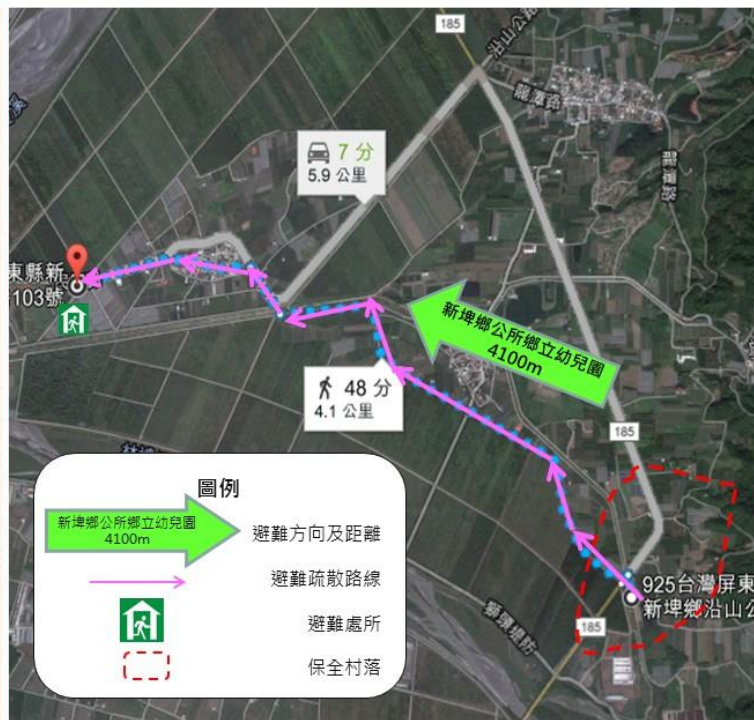 185
沿山公路
龍潭路
7 分
5.9 公里
龍潭路
東縣新
103號
新埤鄉公所鄉立幼兒園
4100m
48 分
4.1 公里
185
圖例
新埤鄉公所鄉立幼兒園
4100m
避難方向及距離
避難疏散路線
避難處所
保全村落
獅頭堤防
185
925台灣屏東
新埤鄉沿山公